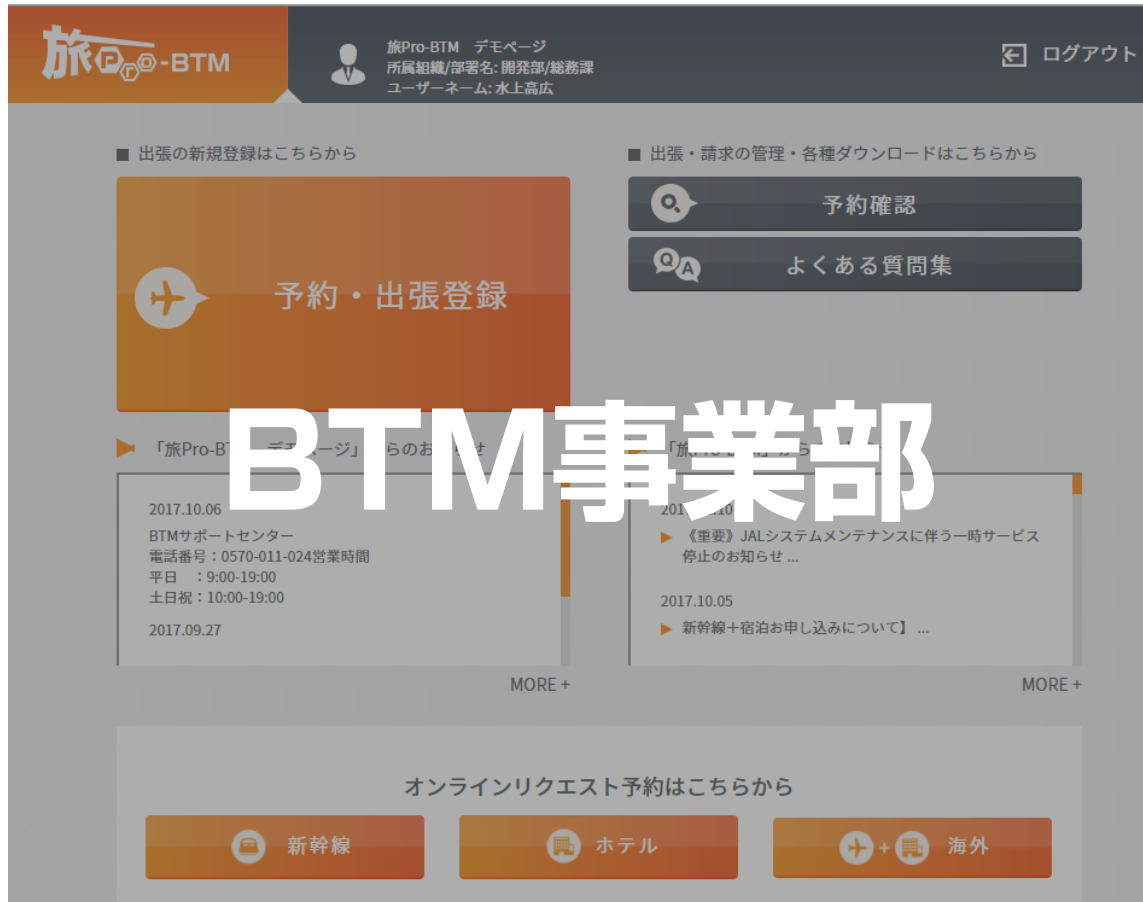 旅Pro-BTM
旅Pro-BTM デモページ
所属組織/部署名: 開発部/総務課
ユーザーネーム: 水上高広
ログアウト
■ 出張の新規登録はこちらから
予約・出張登録
■ 出張・請求の管理・各種ダウンロードはこちらから
予約確認
Q A
よくある質問集
BTM事業部
2017.10.06
BTMサポートセンター
電話番号:0570-011-024営業時間
平日 :9:00-19:00
土日祝:10:00-19:00
2017.09.27
MORE +
《重要》JALシステムメンテナンスに伴う一時サービス
停止のお知らせ ...
2017.10.05
新幹線+宿泊お申し込みについて】 ...
MORE +
オンラインリクエスト予約はこちらから
新幹線
ホテル
+ 海外